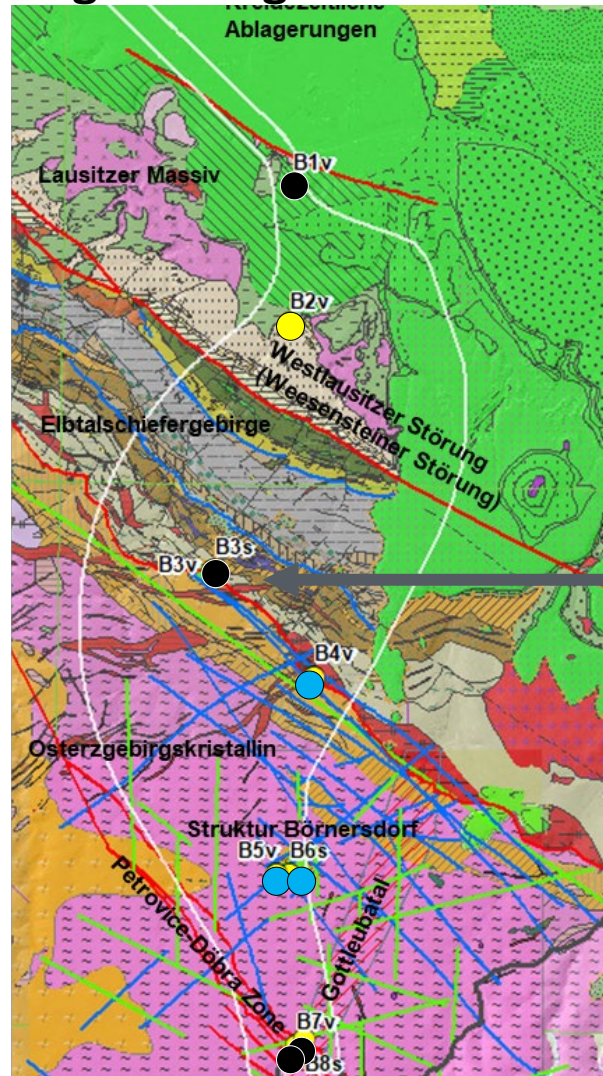 Ablagerungen
B1v
Lausitzer Massiv
B2v
Westlausitzer Störung
(Weesensteiner Störung)
Elbtalschiefergebirge
B3s
B3v
B4v
Osterzgebirgskristallin
Struktur Börnersdorf
B5v B6s
Petrovice-Döbra Zone
Gottleubatal
B7v
B8s